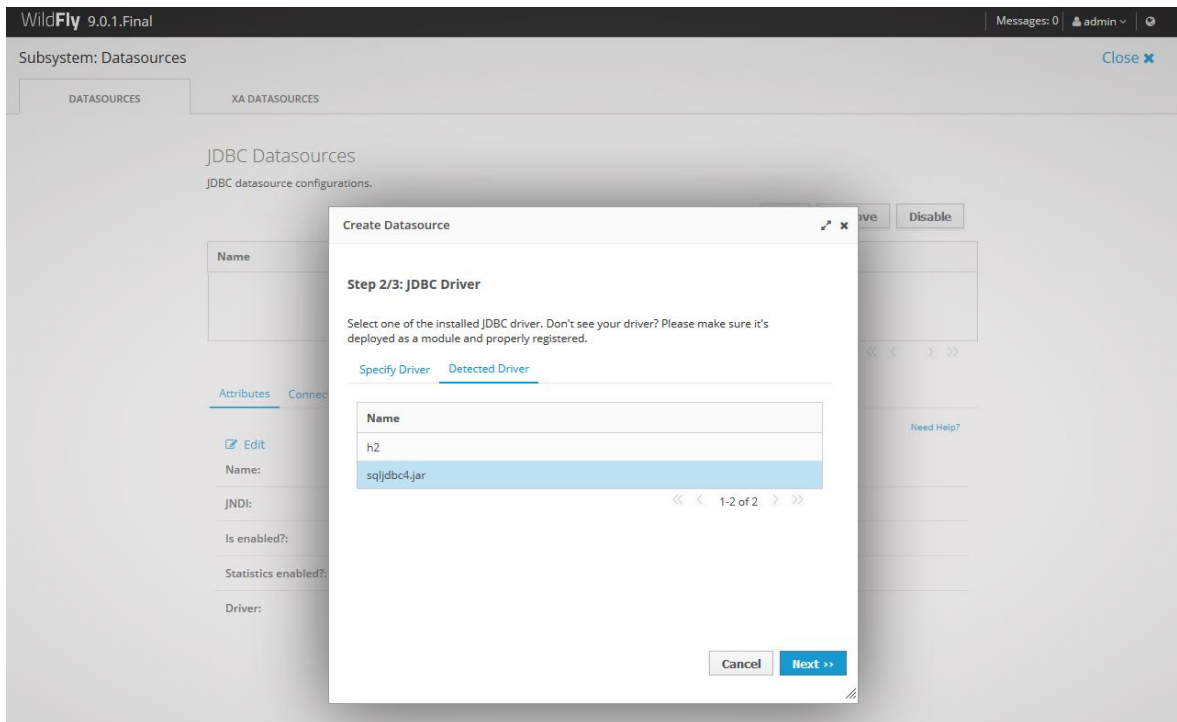 WildFly 9.0.1.Final
Messages: 0
admin
Subsystem: Datasources
Close
DATASOURCES
XA DATASOURCES
JDBC Datasources
JDBC datasource configurations.
Disable
Create Datasource
Name
Step 2/3: JDBC Driver
Select one of the installed JDBC driver. Don't see your driver? Please make sure it's
deployed as a module and properly registered.
Specify Driver
Detected Driver
Attributes
Name
Need Help?
h2
Edit
Name:
sqljdbc4.jar
1-2 of 2
JNDI:
Is enabled?:
Statistics enabled?:
Driver:
Cancel
Next ››